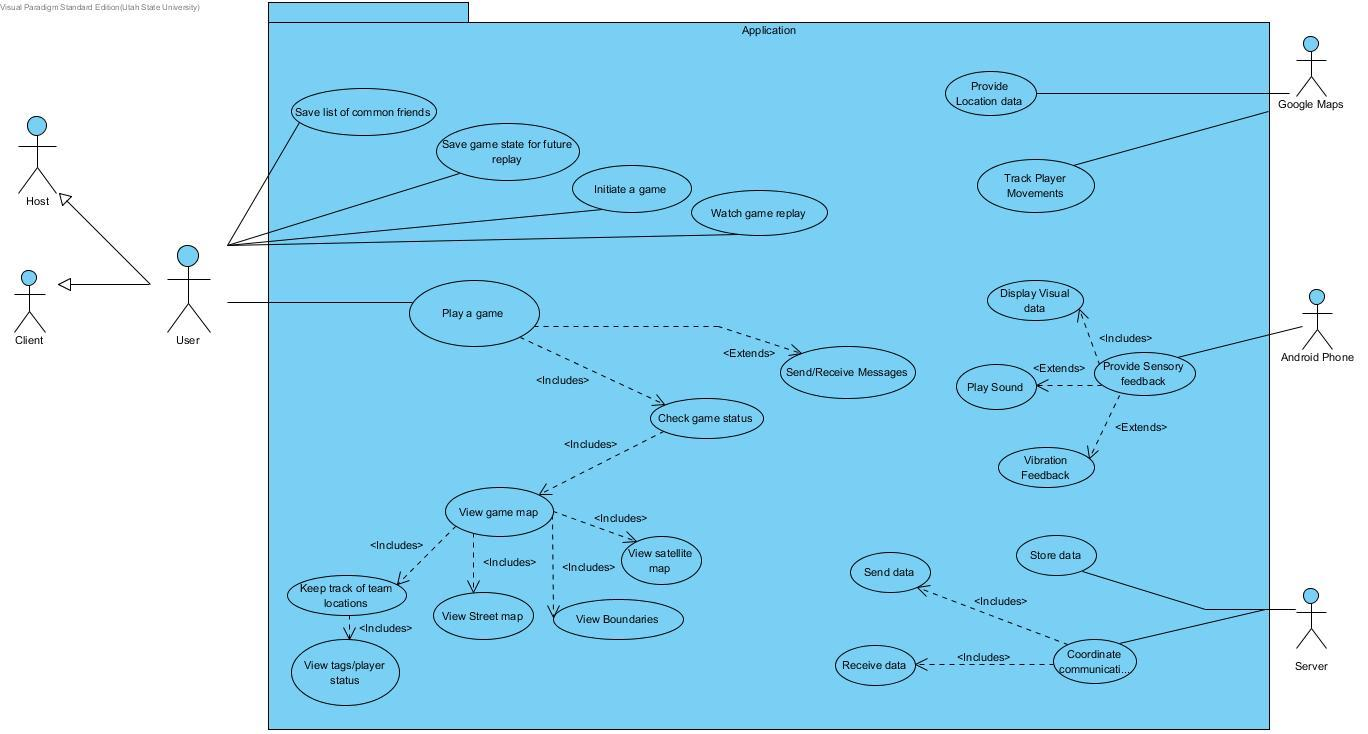 Visual Paradigm Standard Edition(Utah State University)
Application
Google Maps
Provide
Location data
Track Player
Movements
Host
Client
User
Save list of common friends
Save game state for future
replay
Initiate a game
Watch game replay
Play a game
<Extends>
Send/Receive Messages
<Includes>
Check game status
<Includes>
View game map
<Includes>
<Includes>
<Includes>
<Includes>
View satellite
map
Keep track of team
locations
View Street map
View Boundaries
<Includes>
View tags/player
status
Display Visual
data
<Includes>
Provide Sensory
feedback
<Extends>
Play Sound
<Extends>
Vibration
Feedback
Android Phone
Store data
Send data
<Includes>
Receive data
<Includes>
Coordinate
communicati...
Server